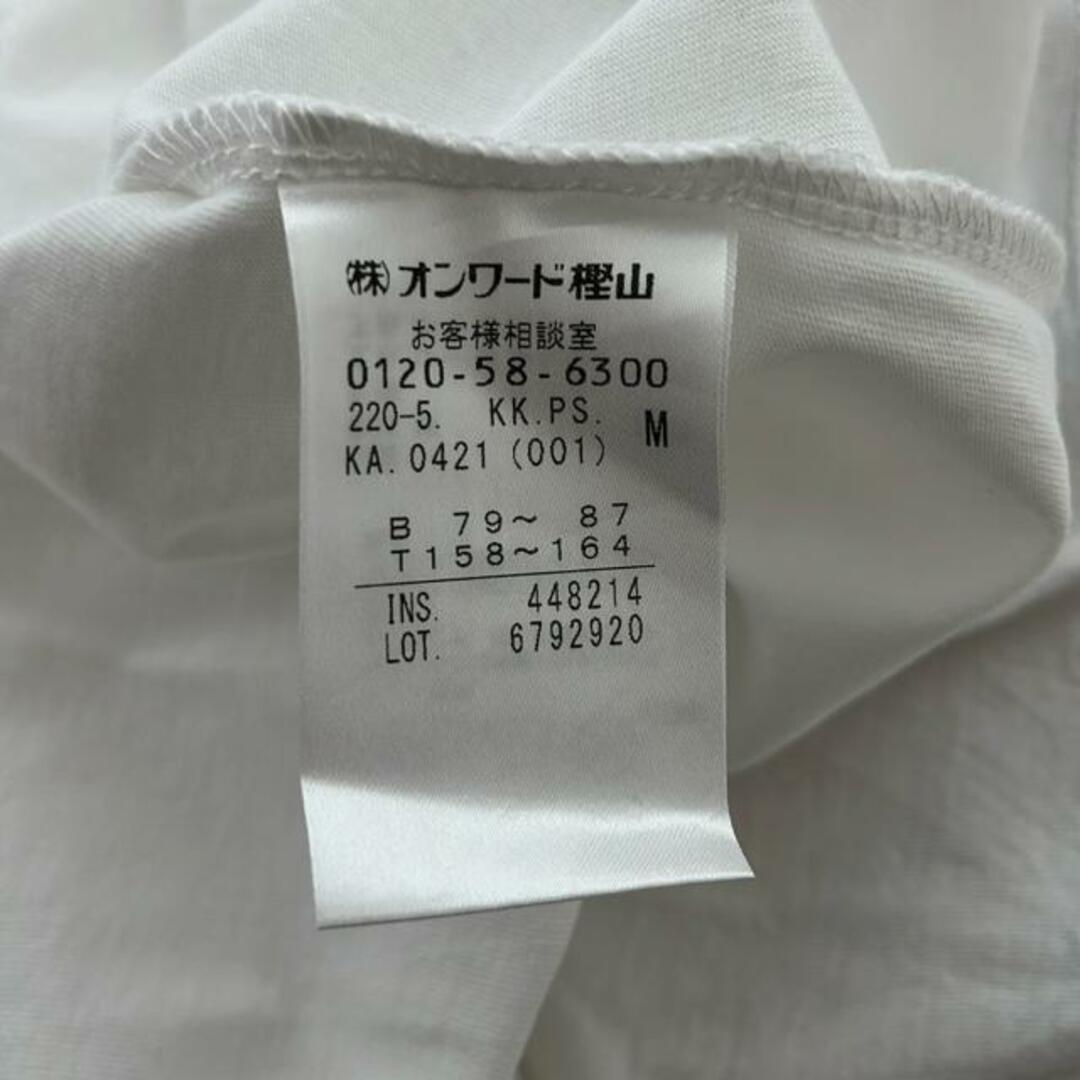 ㈱オンワード樫山
お客様相談室
0120-58-6300
220-5. KK.PS.
KA.0421(001) M
B 79〜 87
T158〜164
INS. 448214
LOT. 6792920